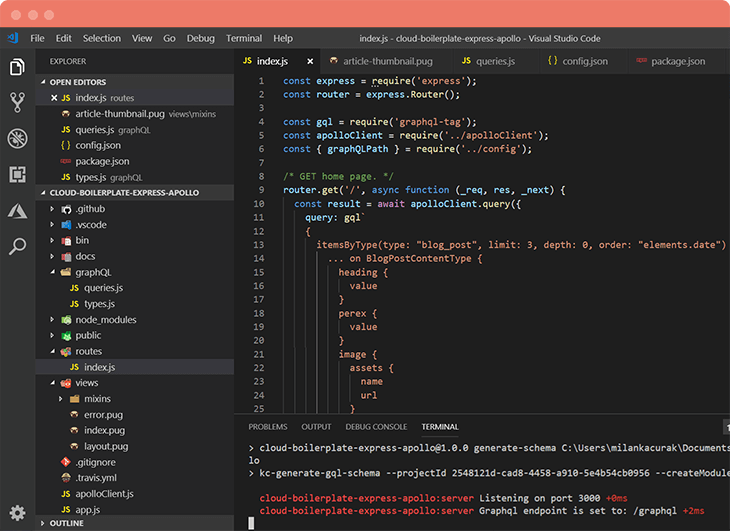 File Edit Selection View Go Debug Terminal Help index.js - cloud-boilerplate-express-apollo - Visual Studio Code
EXPLORER
OPEN EDITORS
JS index.js routes
article-thumbnail.pug views\mixins
JS queries.js graphQL
{ } config.json
package.json
JS types.js graphQL
CLOUD-BOILERPLATE-EXPRESS-APOLLO
.github
.vscode
bin
docs
graphQL
JS queries.js
JS types.js
node_modules
public
routes
JS index.js
views
mixins
error.pug
index.pug
layout.pug
.gitignore
.travis.yml
JS apolloClient.js
JS app.js
OUTLINE
JS index.js article-thumbnail.pug JS queries.js { } config.json package.json
1 const express = require('express');
2 const router = express.Router();
3
4 const gql = require('graphql-tag');
5 const apolloClient = require('../apolloClient');
6 const { graphQLPath } = require('../config');
7
8 /* GET home page. */
9 router.get('/', async function (_req, res, _next) {
10 const result = await apolloClient.query({
11 query: gql`
12 {
13 itemsByType(type: "blog_post", limit: 3, depth: 0, order: "elements.date")
14 ... on BlogPostContentType {
15 heading {
16 value
17 }
18 perex {
19 value
20 }
21 image {
22 assets {
23 name
24 url
25 }
PROBLEMS OUTPUT DEBUG CONSOLE TERMINAL 1
> cloud-boilerplate-express-apollo@1.0.0 generate-schema C:\Users\milankacurak\Documents
lo
> kc-generate-gql-schema --projectId 2548121d-cad8-4458-a910-5e4b54cb0956 --createModule
cloud-boilerplate-express-apollo:server Listening on port 3000 +0ms
cloud-boilerplate-express-apollo:server Graphql endpoint is set to: /graphql +2ms